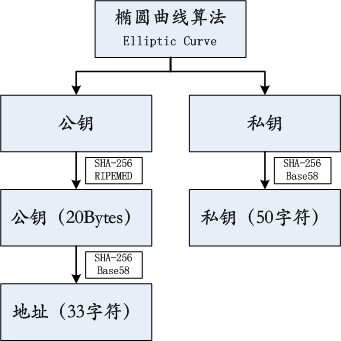 椭圆曲线算法
Elliptic Curve
公钥
私钥
SHA-256
RIPEMED
SHA-256
Base58
公钥（20Bytes）
私钥（50字符）
SHA-256
Base58
地址（33字符）